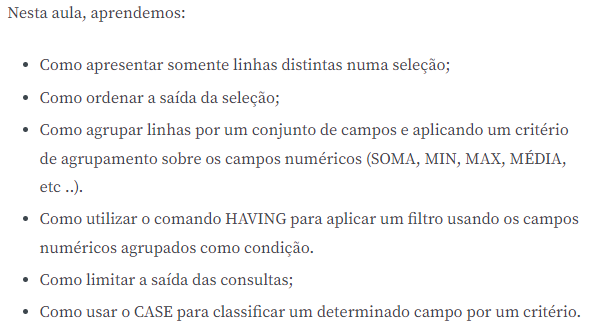 Nesta aula, aprendemos:
• Como apresentar somente linhas distintas numa seleção;
• Como ordenar a saída da seleção;
• Como agrupar linhas por um conjunto de campos e aplicando um critério
de agrupamento sobre os campos numéricos (SOMA, MIN, MAX, MÉDIA,
etc ..).
• Como utilizar o comando HAVING para aplicar um filtro usando os campos
numéricos agrupados como condição.
• Como limitar a saída das consultas;
• Como usar o CASE para classificar um determinado campo por um critério.